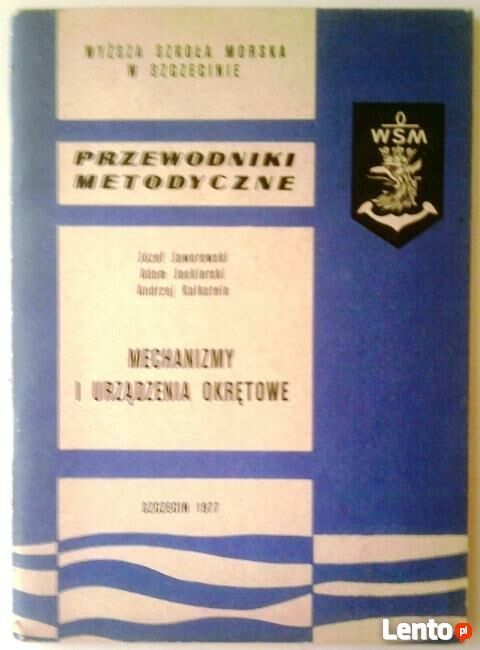 WYŻSZA SZKOŁA MORSKA
W SZCZECINIE
WSM
PRZEWODNIKI
METODYCZNE
Józef Jaworowski
Adam Jankierski
Andrzej Kalkstein
MECHANIZMY
I URZĄDZENIA OKRĘTOWE
SZCZECIN 1977
Lento.pl